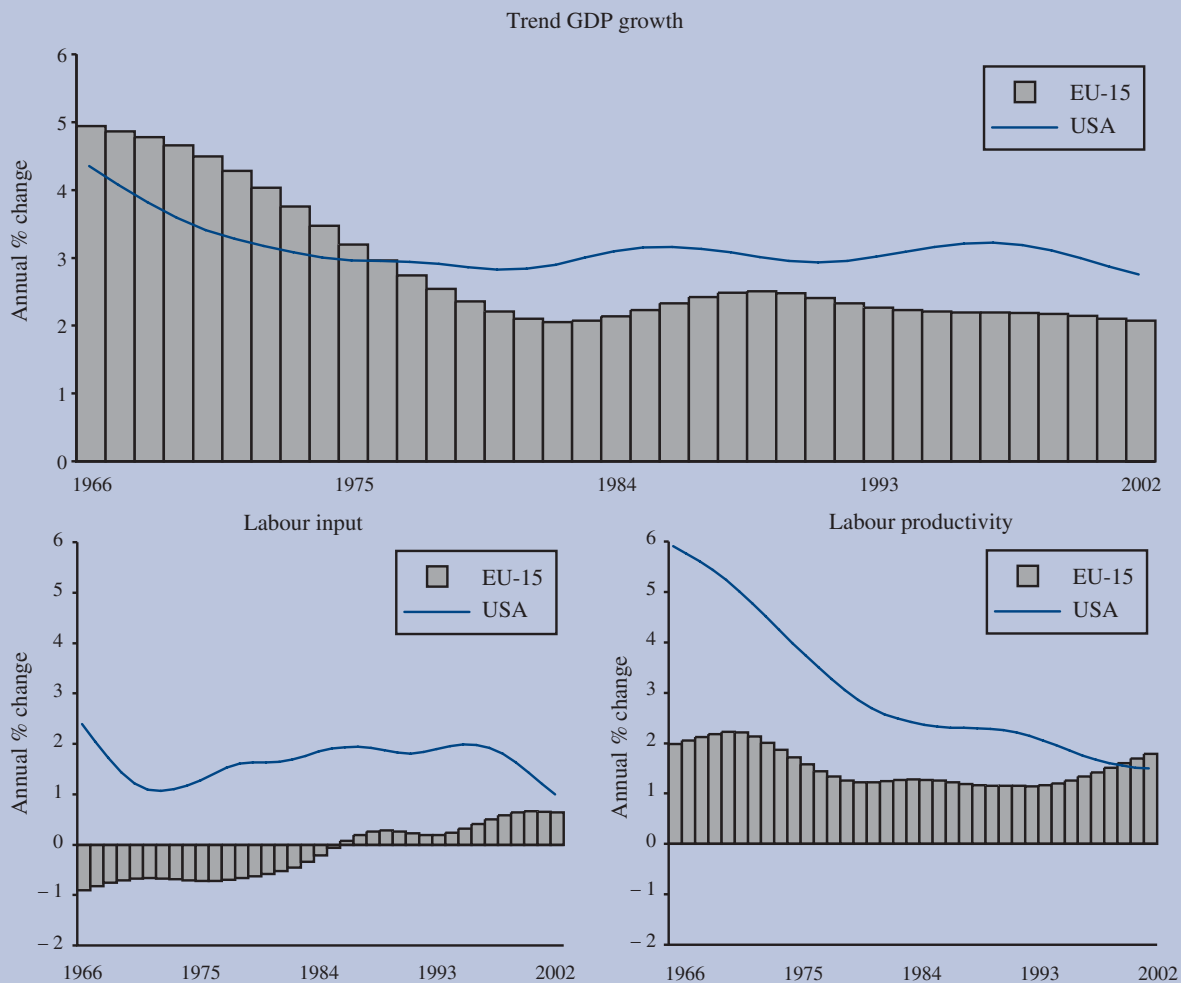 Trend GDP growth
6
5
4
3
2
1
0
Annual % change
EU-15
USA
1966 1975 1984 1993 2002
Labour input
6
5
4
3
2
1
0
– 1
– 2
Annual % change
EU-15
USA
1966 1975 1984 1993 2002
Labour productivity
6
5
4
3
2
1
0
– 1
– 2
Annual % change
EU-15
USA
1966 1975 1984 1993 2002